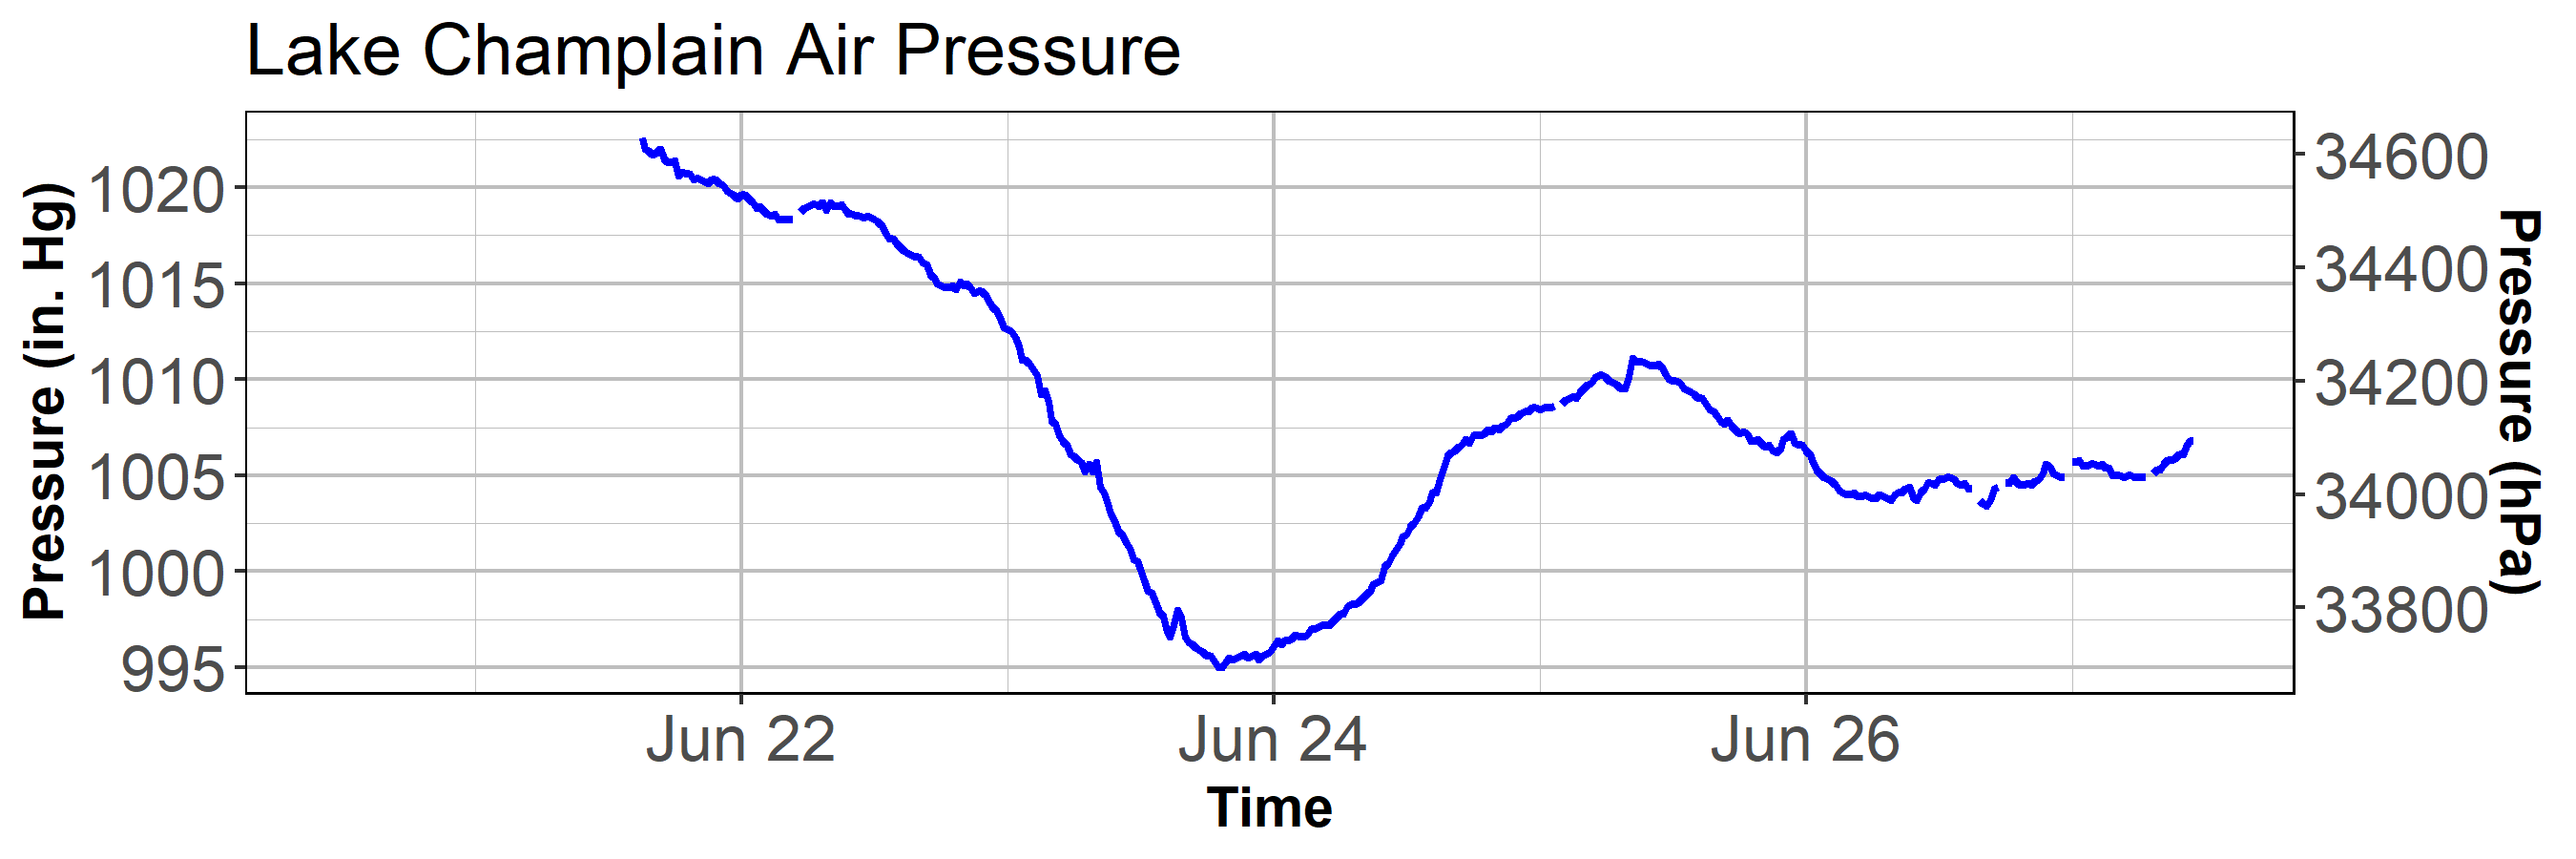 Lake Champlain Air Pressure
Pressure (in. Hg)
1020
1015
1010
1005
1000
995
34600
34400
34200
34000
33800
Pressure (hPa)
Jun 22
Jun 24
Jun 26
Time